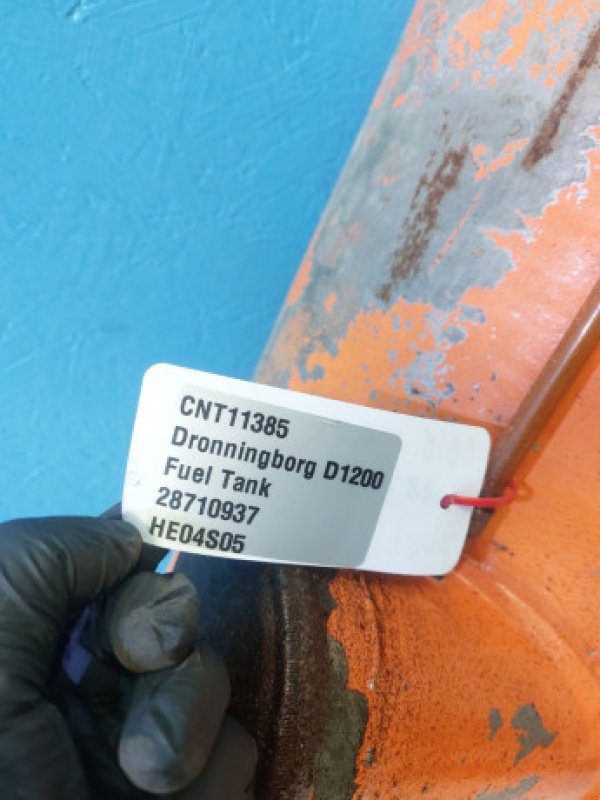 CNT11385
Dronningborg D1200
Fuel Tank
28710937
HE04S05